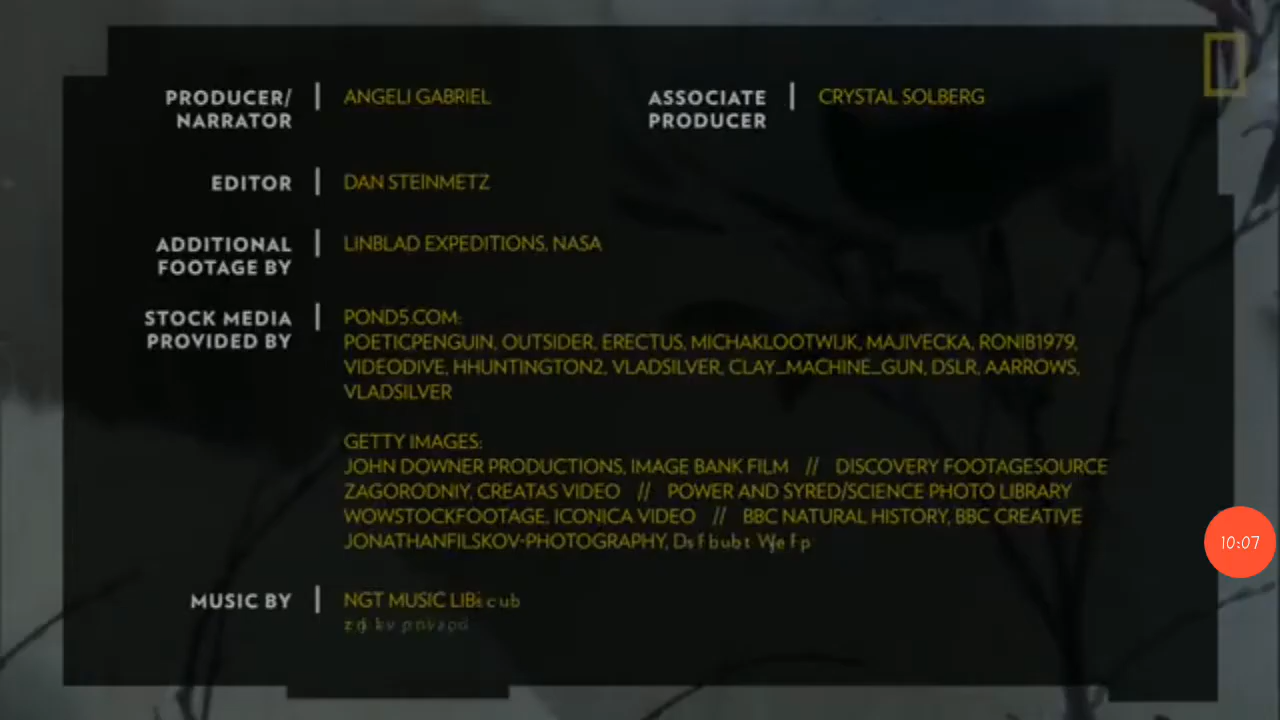 PRODUCER/
NARRATOR
ANGELI GABRIEL
ASSOCIATE
PRODUCER
CRYSTAL SOLBERG
EDITOR
DAN STEINMETZ
ADDITIONAL
FOOTAGE BY
LINBLAD EXPEDITIONS, NASA
STOCK MEDIA
PROVIDED BY
POND5.COM:
POETICPENGUIN, OUTSIDER, ERECTUS, MICHAKLOOTWIJK, MAJIVECKA, RONIB1979,
VIDEODIVE, HHUNTINGTON2, VLADSILVER, CLAY_MACHINE_GUN, DSLR, AARROWS,
VLADSILVER
GETTY IMAGES:
JOHN DOWNER PRODUCTIONS, IMAGE BANK FILM // DISCOVERY FOOTAGESOURCE
ZAGORODNIY, CREATAS VIDEO // POWER AND SYRED/SCIENCE PHOTO LIBRARY
WOWSTOCKFOOTAGE, ICONICA VIDEO // BBC NATURAL HISTORY, BBC CREATIVE
JONATHANFILSKOV-PHOTOGRAPHY,
MUSIC BY
NGT MUSIC
10:07